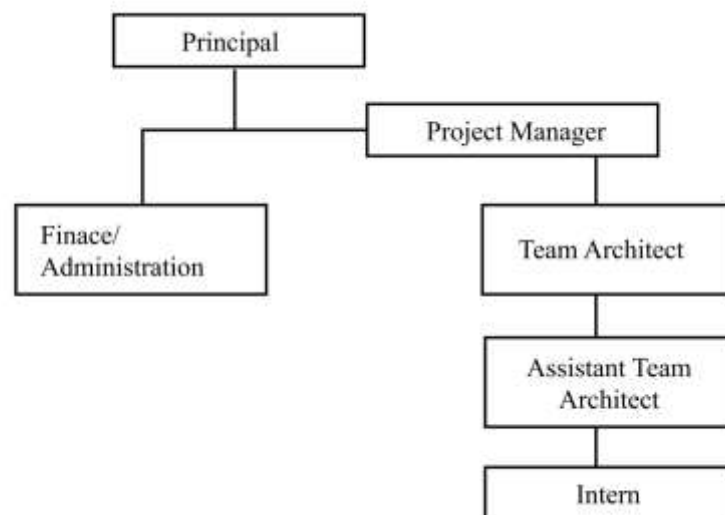 Principal
Project Manager
Finace/
Administration
Team Architect
Assistant Team
Architect
Intern